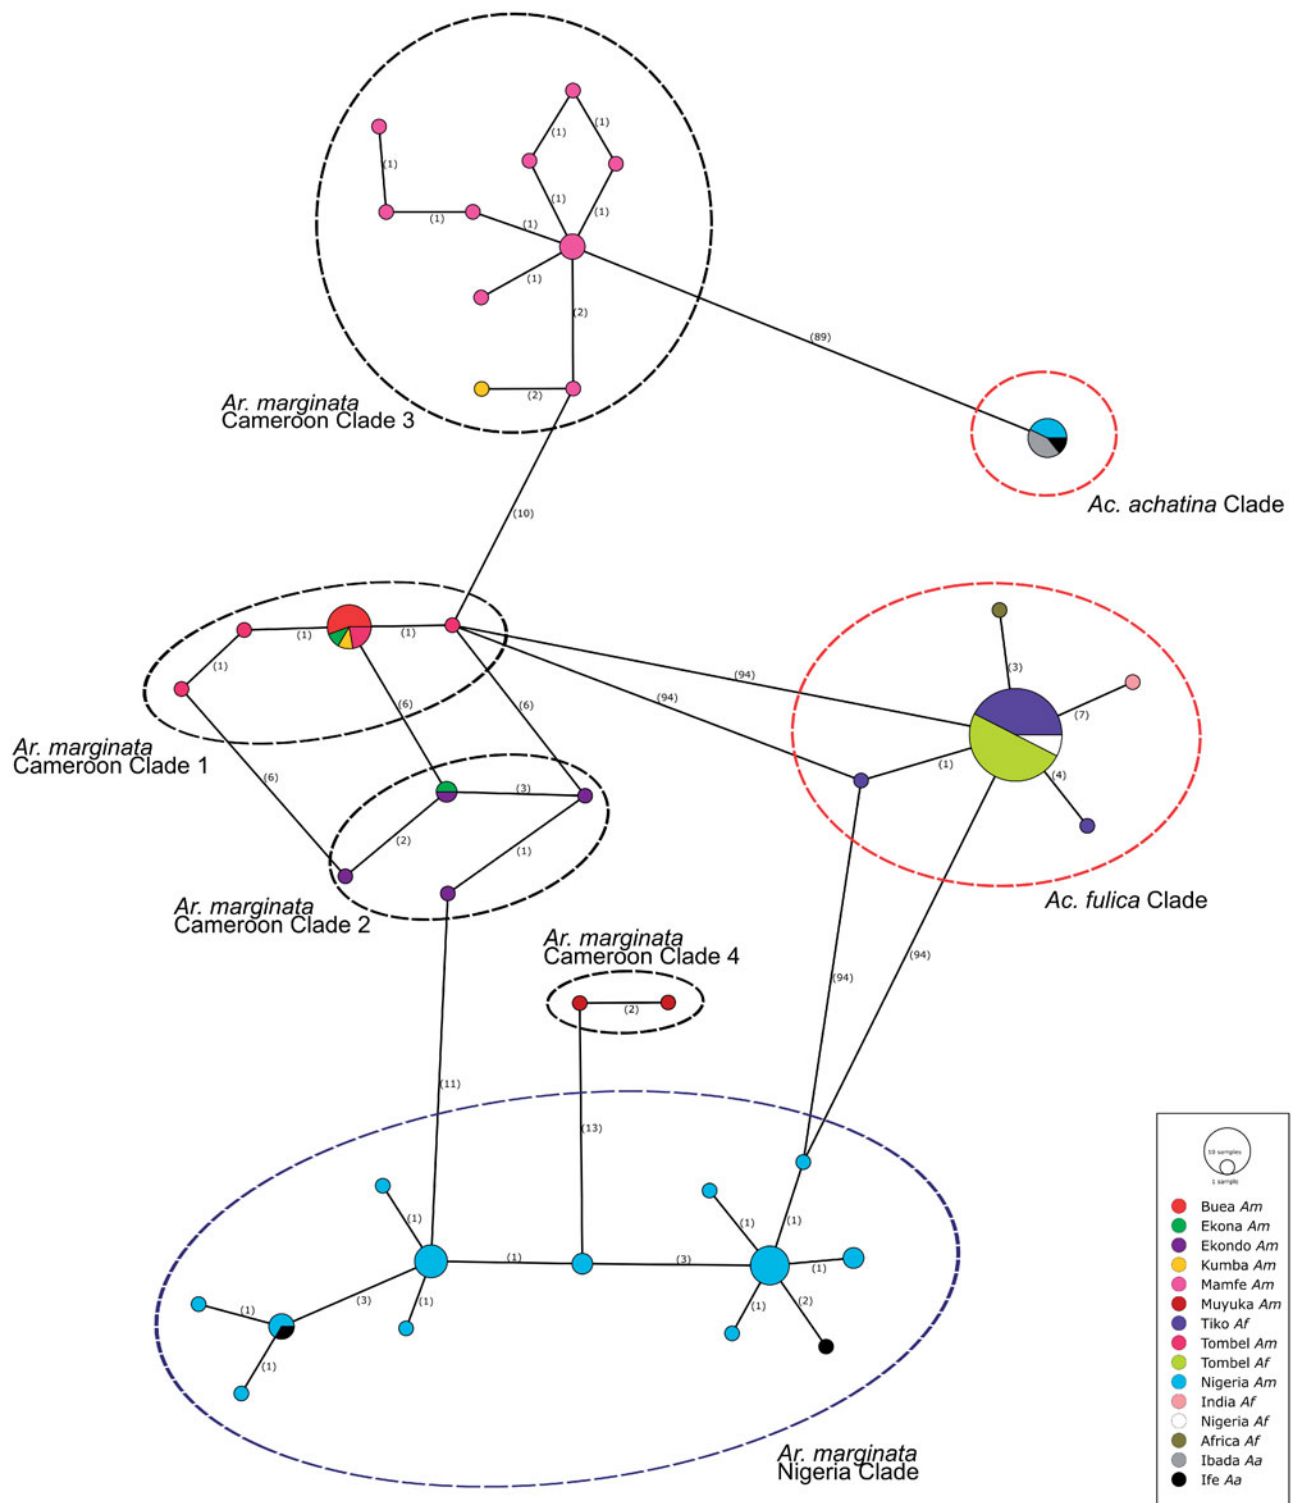 (1)
(1)
(1)
(1)
(1)
(1)
(1)
(1)
(1)
(2)
(89)
(2)
Ar. marginata
Cameroon Clade 3
Ac. achatina Clade
(10)
(1)
(1)
(1)
(94)
(3)
(94)
(6)
(6)
(7)
Ar. marginata
Cameroon Clade 1
(6)
(1)
(4)
(3)
(2)
(1)
Ac. fulica Clade
Ar. marginata
Cameroon Clade 2
Ar. marginata
Cameroon Clade 4
(94)
(94)
(2)
(11)
(13)
(1)
(1)
(1)
(1)
(3)
(1)
(3)
(1)
(1)
(1)
(2)
(1)
Ar. marginata
Nigeria Clade
10 samples
1 sample
Buea Am
Ekona Am
Ekondo Am
Kumba Am
Mamfe Am
Muyuka Am
Tiko Af
Tombel Am
Tombel Af
Nigeria Am
India Af
Nigeria Af
Africa Af
Ibada Aa
Ife Aa